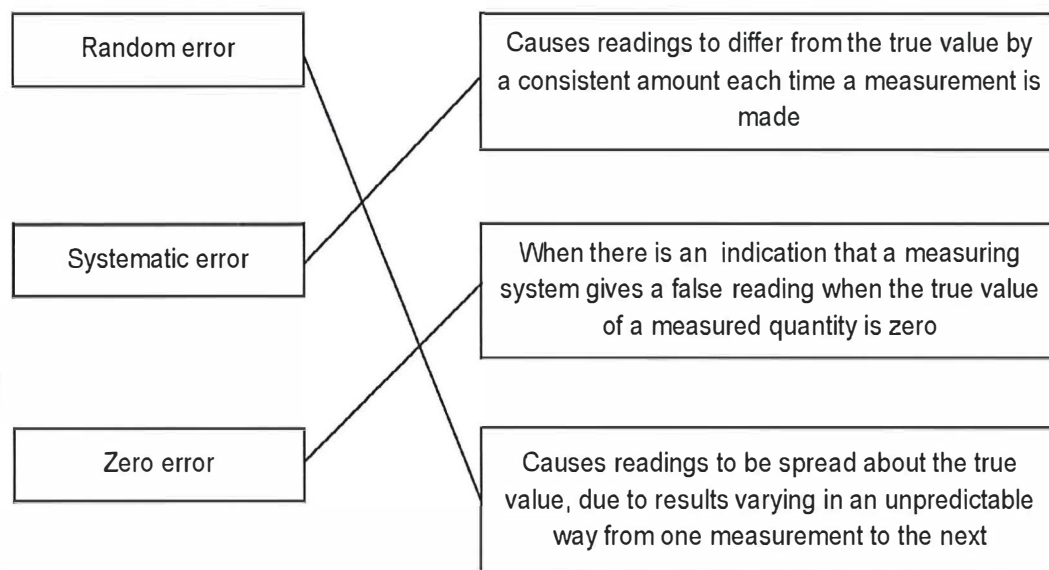 Random error
Causes readings to differ from the true value by
a consistent amount each time a measurement is
made
Systematic error
When there is an indication that a measuring
system gives a false reading when the true value
of a measured quantity is zero
Zero error
Causes readings to be spread about the true
value, due to results varying in an unpredictable
way from one measurement to the next